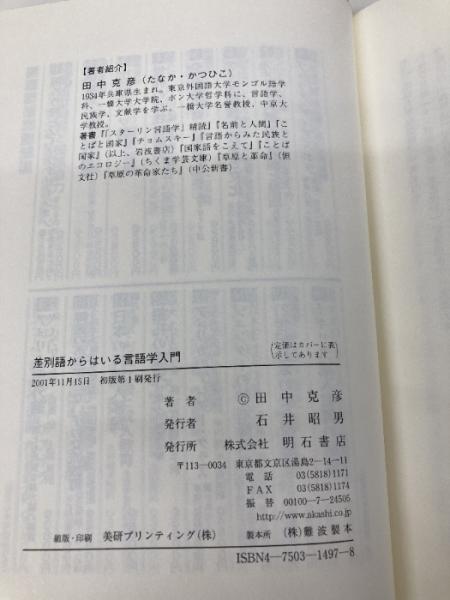 【著者紹介】
田中克彦（たなか・かつひこ）
1934年兵庫県生まれ。東京外国語大学モンゴル語学
科、一橋大学大学院、ボン大学哲学科に、言語学、
民族学、文献学を学ぶ。一橋大学名誉教授、中京大
学教授。
著書『「スターリン言語学」精読』『名前と人間』『こ
とばと国家』『チョムスキー』『言語からみた民族と
国家』（以上、岩波書店）『国家語をこえて』『ことば
のエコロジー』（ちくま学芸文庫）『草原と革命』（恒
文社）『草原の革命家たち』（中公新書）
差別語からはいる言語学入門
（定価はカバーに表
示してあります）
2001年11月15日 初版第1刷発行
著者 ©田中克彦
発行者 石井昭男
発行所 株式会社 明石書店
〒113―0034 東京都文京区湯島2―14―11
電話 03(5818)1171
FAX 03(5818)1174
振替 00100―7―24505
http://www.akashi.co.jp
組版・印刷 美研プリンティング(株) 製本所 (株)難波製本
ISBN4―7503―1497―8